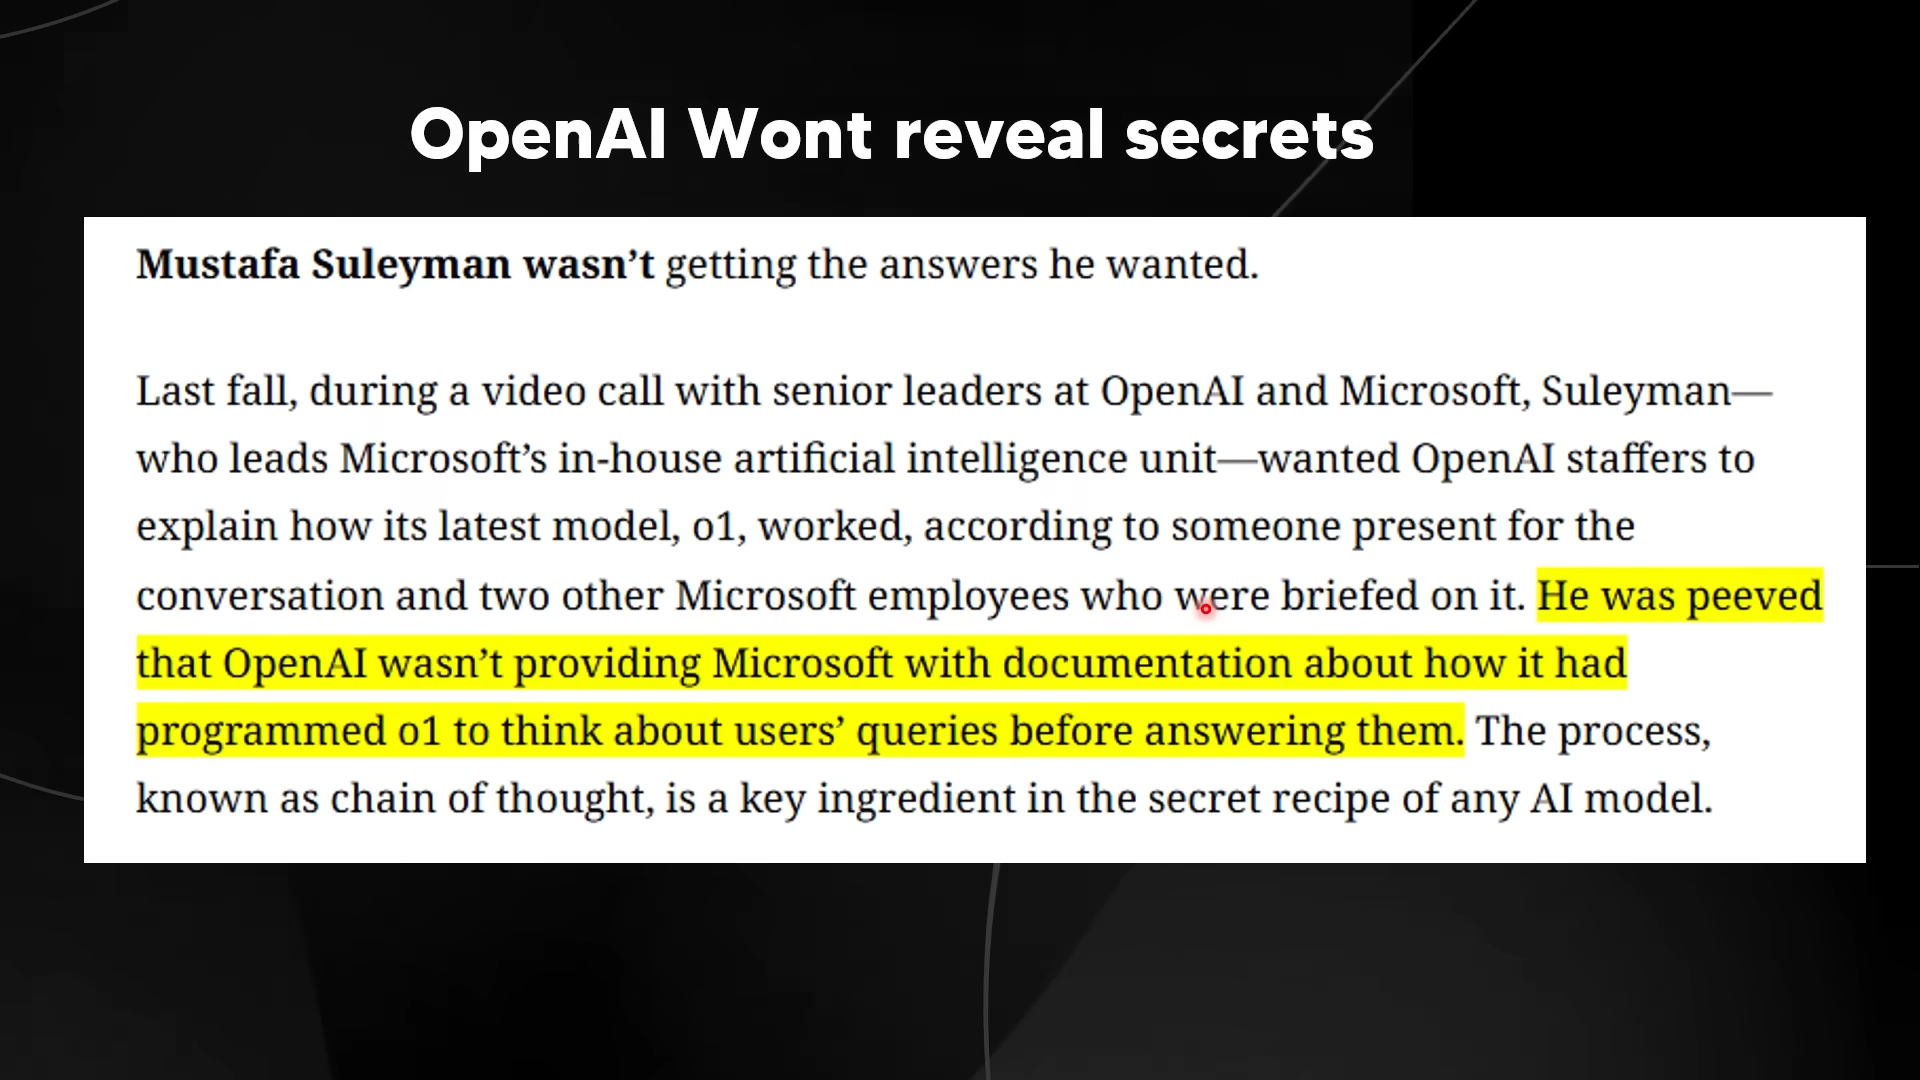 OpenAI Wont reveal secrets
Mustafa Suleyman wasn’t getting the answers he wanted.
Last fall, during a video call with senior leaders at OpenAI and Microsoft, Suleyman—
who leads Microsoft’s in-house artificial intelligence unit—wanted OpenAI staffers to
explain how its latest model, o1, worked, according to someone present for the
conversation and two other Microsoft employees who were briefed on it. He was peeved
that OpenAI wasn’t providing Microsoft with documentation about how it had
programmed o1 to think about users’ queries before answering them. The process,
known as chain of thought, is a key ingredient in the secret recipe of any AI model.